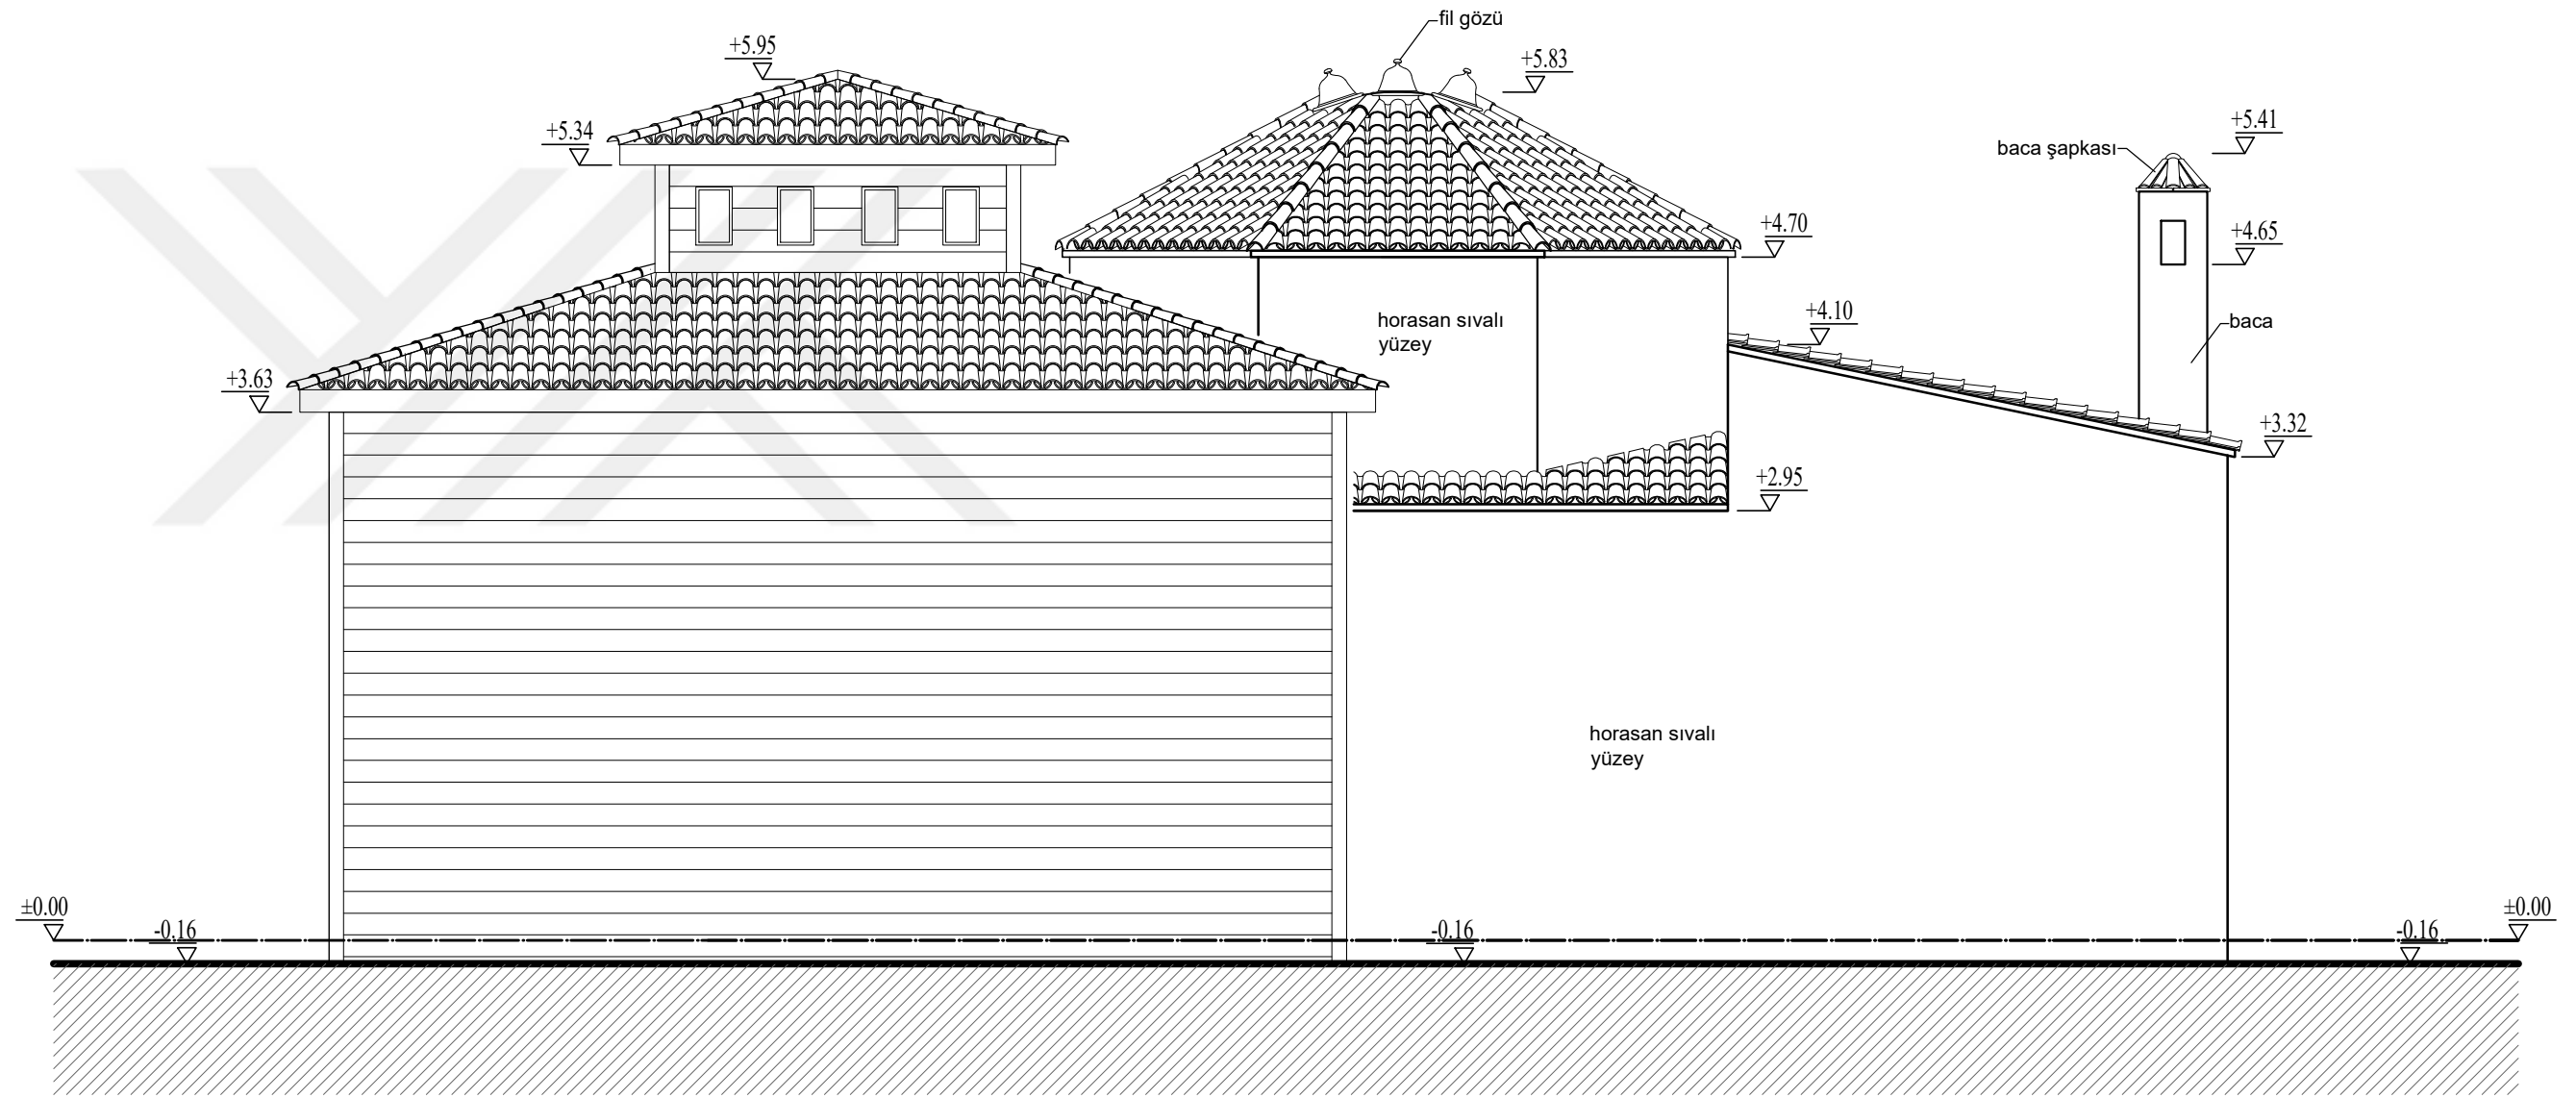 fil gözü
+5.95
+5.83
+5.34
+5.41
baca şapkası
+4.70
+4.65
horasan sıvalı
yüzey
+4.10
baca
+3.63
+3.32
+2.95
horasan sıvalı
yüzey
±0.00
-0.16
-0.16
-0.16
±0.00